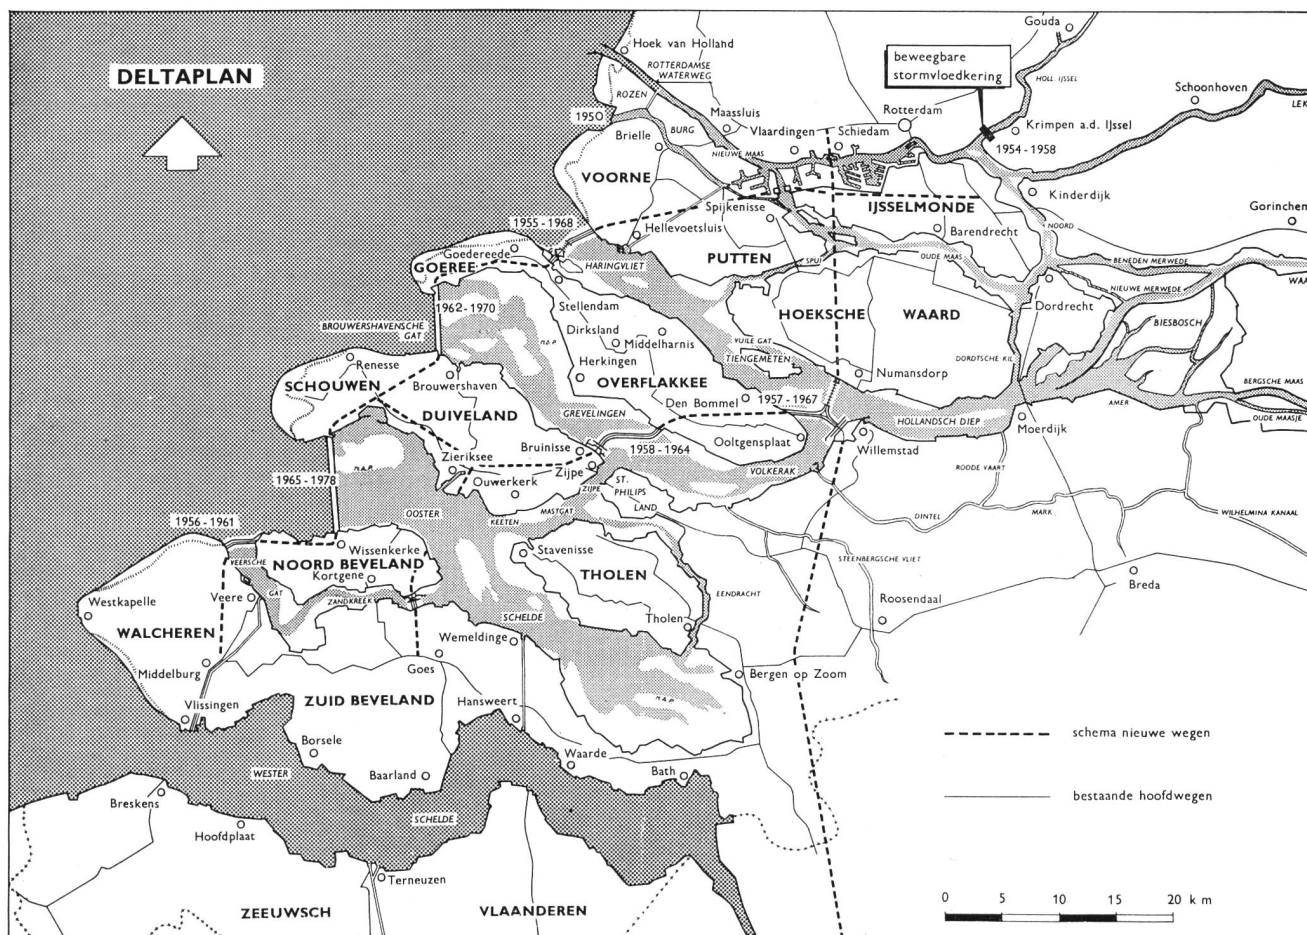 DELTAPLAN
Gouda
Hoek van Holland
beweegbare
stormvloedkering
ROTTERDAMSE
WATERWEG
HOLL. IJSSEL
Schoonhoven
LEK
ROZEN
1950
Maassluis
Rotterdam
BURG
Vlaardingen
Schiedam
Krimpen a.d. IJssel
Brielle
1954 - 1958
NIEUWE MAAS
VOORNE
Kinderdijk
Spijkenisse
IJSSELMONDE
Gorinchem
1955 - 1968
Hellevoetsluis
Barendrecht
NOORD
Goedereede
PUTTEN
GOEREE
HARINGVLIET
SPUI
OUDE MAAS
BENEDEN MERWEDE
WAAL
Stellendam
Dordrecht
NIEUWE MERWEDE
1962 - 1970
HOEKSCHE
WAARD
BROUWERSHAVENSCHE
GAT
Dirksland
Middelharnis
BIESBOSCH
N.A.P.
VUILE GAT
TIENGEMETEN
Renesse
Herkingen
DORDTSCHE KIL
SCHOUWEN
Brouwershaven
OVERFLAKKEE
Numansdorp
BERGSCHE MAAS
DUIVELAND
GREVELINGEN
Den Bommel
1957 - 1967
AMER
OUDE MAASJE
HOLLANDSCH DIEP
Moerdijk
Bruinisse
1958 - 1964
Ooltgensplaat
Willemstad
N.A.P.
Zieriksee
Zijpe
VOLKERAK
ROODE VAART
1965 - 1978
Ouwerkerk
ZIJPE
ST.
PHILIPS
LAND
OOSTER
KEETEN
MASTGAT
DINTEL
MARK
WILHELMINA KANAAL
1956 - 1961
Wissenkerke
Stavenisse
VEERSCHE
NOORD BEVELAND
STEENBERGSCHE VLIET
THOLEN
Kortgene
Breda
Westkapelle
Veere
GAT
ZANDKREEK
EENDRACHT
Roosendaal
SCHELDE
WALCHEREN
Wemeldinge
Tholen
Middelburg
Goes
Bergen op Zoom
Vlissingen
ZUID BEVELAND
Hansweert
N.A.P.
schema nieuwe wegen
Borsele
Waarde
WESTER
Baarland
Bath
bestaande hoofdwegen
Breskens
SCHELDE
Hoofdplaat
Terneuzen
0 5 10 15 20 km
ZEEUWSCH
VLAANDEREN